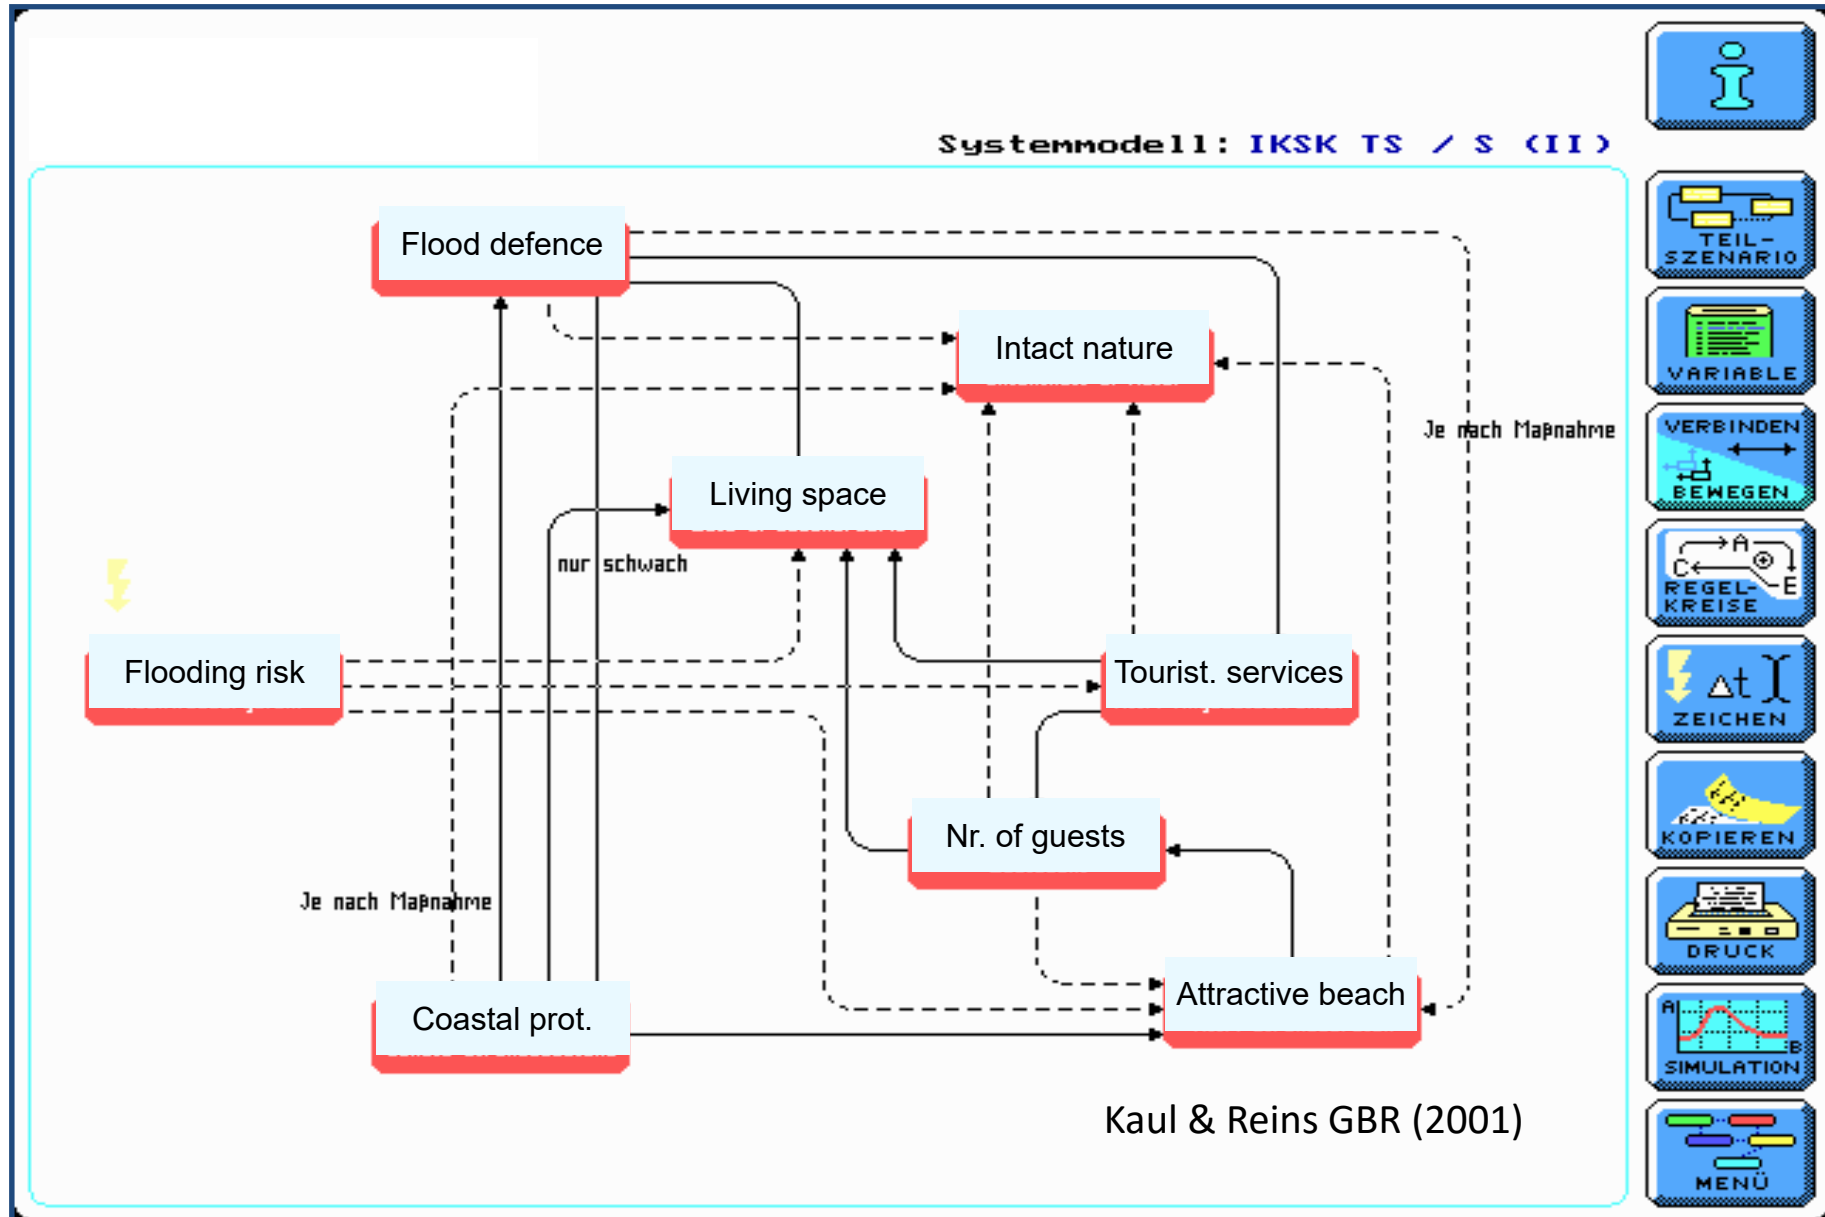 Systemmodell: IKSK TS / S (II)
Flood defence
Intact nature
Je nach Maßnahme
Living space
nur schwach
Flooding risk
Tourist. services
Nr. of guests
Je nach Maßnahme
Attractive beach
Coastal prot.
Kaul & Reins GBR (2001)
i
TEIL-
SZENARIO
VARIABLE
VERBINDEN
BEWEGEN
A
C
E
REGEL-
KREISE
Δt
ZEICHEN
KOPIEREN
DRUCK
A
B
SIMULATION
MENÜ